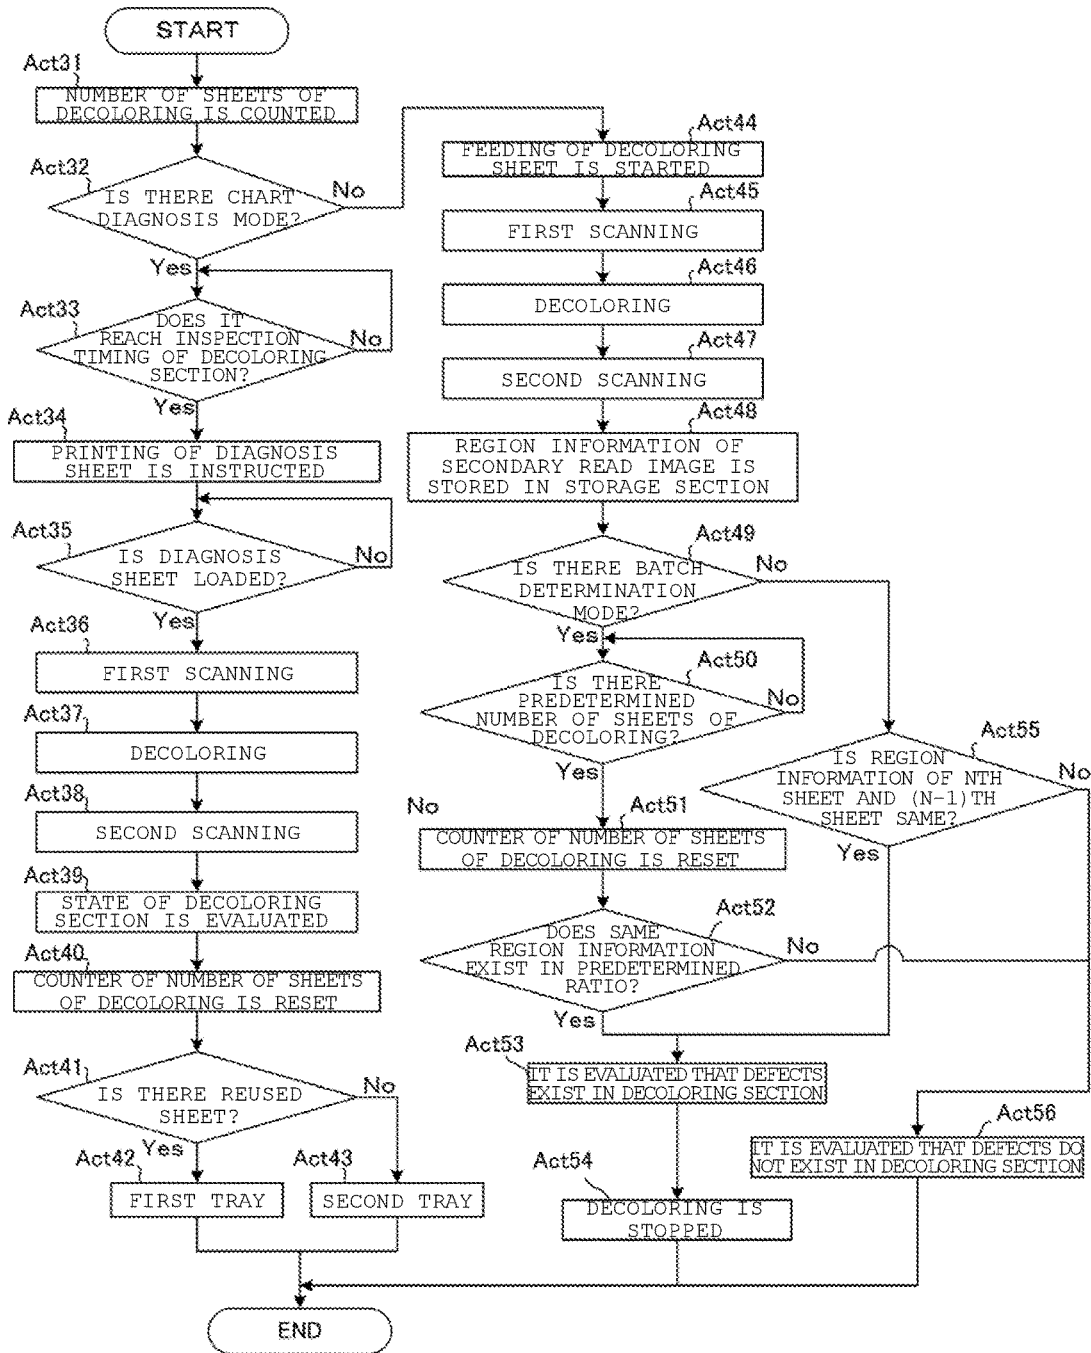 START
Act31
NUMBER OF SHEETS OF
DECOLORING IS COUNTED
Act32
IS THERE CHART
DIAGNOSIS MODE?
No
Yes
Act33
DOES IT
REACH INSPECTION
TIMING OF DECOLORING
SECTION?
No
Yes
Act34
PRINTING OF DIAGNOSIS
SHEET IS INSTRUCTED
Act35
IS DIAGNOSIS
SHEET LOADED?
No
Yes
Act36
FIRST SCANNING
Act37
DECOLORING
Act38
SECOND SCANNING
Act39
STATE OF DECOLORING
SECTION IS EVALUATED
Act40
COUNTER OF NUMBER OF SHEETS
OF DECOLORING IS RESET
Act41
IS THERE REUSED
SHEET?
No
Yes
Act42
FIRST TRAY
Act43
SECOND TRAY
Act44
FEEDING OF DECOLORING
SHEET IS STARTED
Act45
FIRST SCANNING
Act46
DECOLORING
Act47
SECOND SCANNING
Act48
REGION INFORMATION OF
SECONDARY READ IMAGE IS
STORED IN STORAGE SECTION
Act49
IS THERE BATCH
DETERMINATION
MODE?
No
Yes
Act50
IS THERE
PREDETERMINED
NUMBER OF SHEETS OF
DECOLORING?
No
Yes
No
Act51
COUNTER OF NUMBER OF SHEETS
OF DECOLORING IS RESET
Act52
DOES SAME
REGION INFORMATION
EXIST IN PREDETERMINED
RATIO?
No
Yes
Act55
IS REGION
INFORMATION OF NTH
SHEET AND (N-1)TH
SHEET SAME?
No
Yes
Act53
IT IS EVALUATED THAT DEFECTS
EXIST IN DECOLORING SECTION
Act54
DECOLORING IS
STOPPED
Act56
IT IS EVALUATED THAT DEFECTS DO
NOT EXIST IN DECOLORING SECTION
END